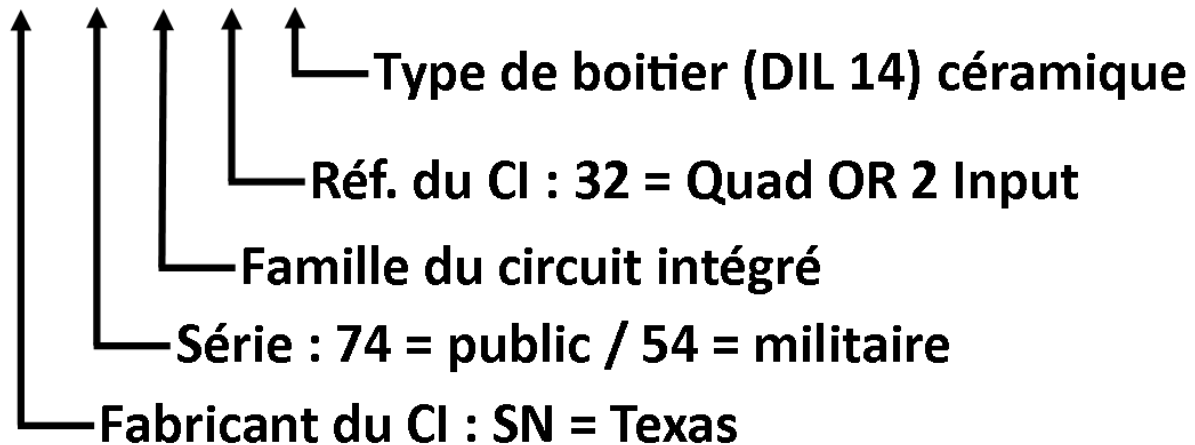 Type de boitier (DIL 14) céramique
Réf. du CI : 32 = Quad OR 2 Input
Famille du circuit intégré
Série : 74 = public / 54 = militaire
Fabricant du CI : SN = Texas